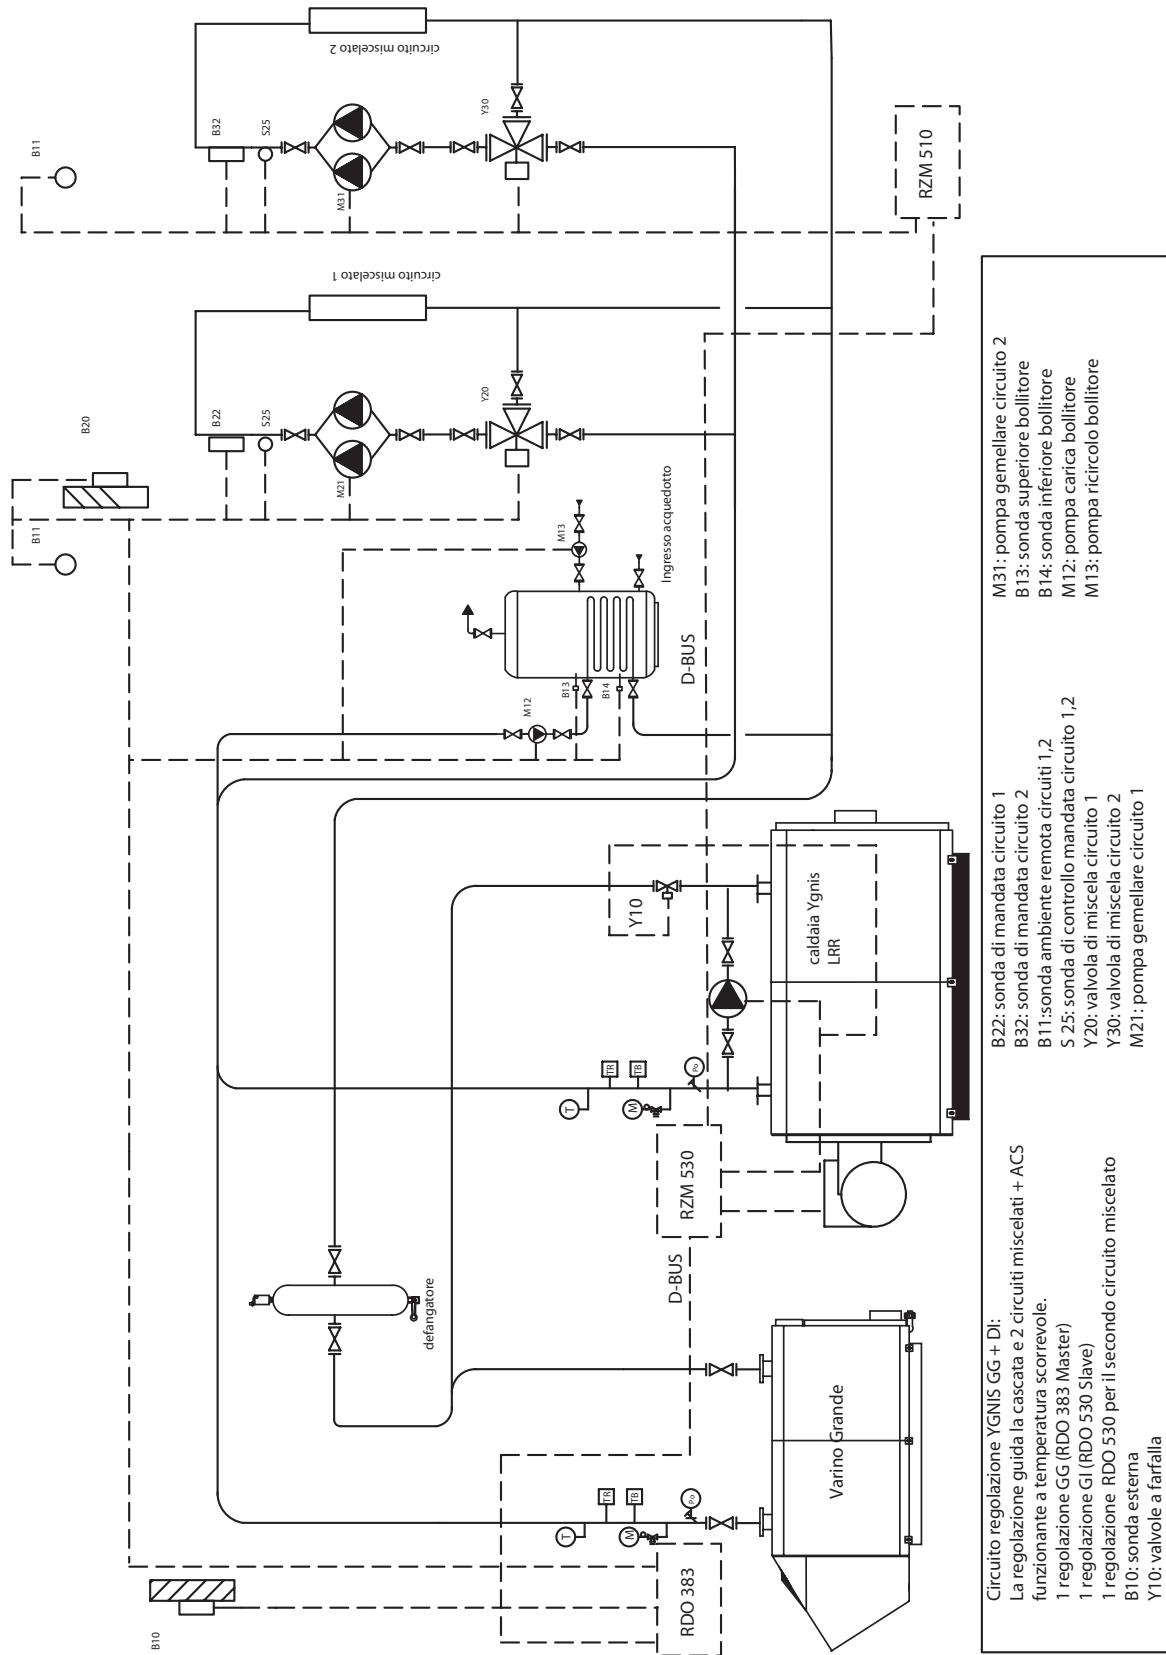 B11
B32
S25
M31
Y30
circuito miscelato 2
RZM 510
B20
B11
B22
S25
M21
Y20
circuito miscelato 1
M13
Ingresso acquedotto
M12
B13
B14
D-BUS
Y10
caldaia Ygnis
LRR
T
TR
TB
M
Po
RZM 530
D-BUS
defangatore
T
TR
TB
M
Po
Varino Grande
B10
RDO 383
Circuito regolazione YGNIS GG + DI:
La regolazione guida la cascata e 2 circuiti miscelati + ACS
funzionante a temperatura scorrevole.
1 regolazione GG (RDO 383 Master)
1 regolazione GI (RDO 530 Slave)
1 regolazione RDO 530 per il secondo circuito miscelato
B10: sonda esterna
Y10: valvole a farfalla
B22: sonda di mandata circuito 1
B32: sonda di mandata circuito 2
B11:sonda ambiente remota circuiti 1,2
S 25: sonda di controllo mandata circuito 1,2
Y20: valvola di miscela circuito 1
Y30: valvola di miscela circuito 2
M21: pompa gemellare circuito 1
M31: pompa gemellare circuito 2
B13: sonda superiore bollitore
B14: sonda inferiore bollitore
M12: pompa carica bollitore
M13: pompa ricircolo bollitore